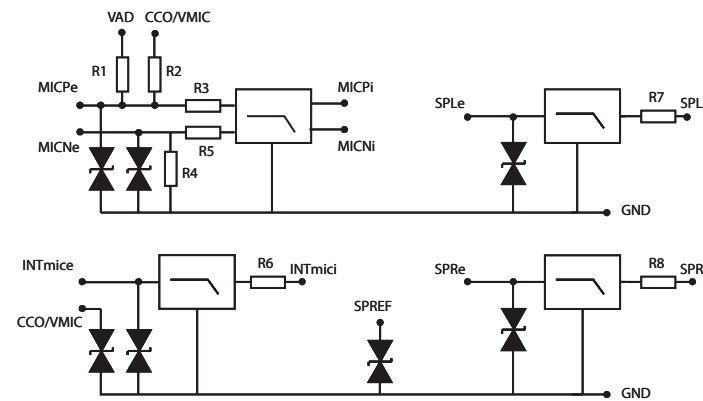 VAD CCO/VMIC
R1 R2
R3
MICPe
MICPi
MICNe
MICNi
R5
R4
SPLe
R7
SPL
GND
INTmice
R6
INTmici
CCO/VMIC
SPREF
SPRe
R8
SPR
GND